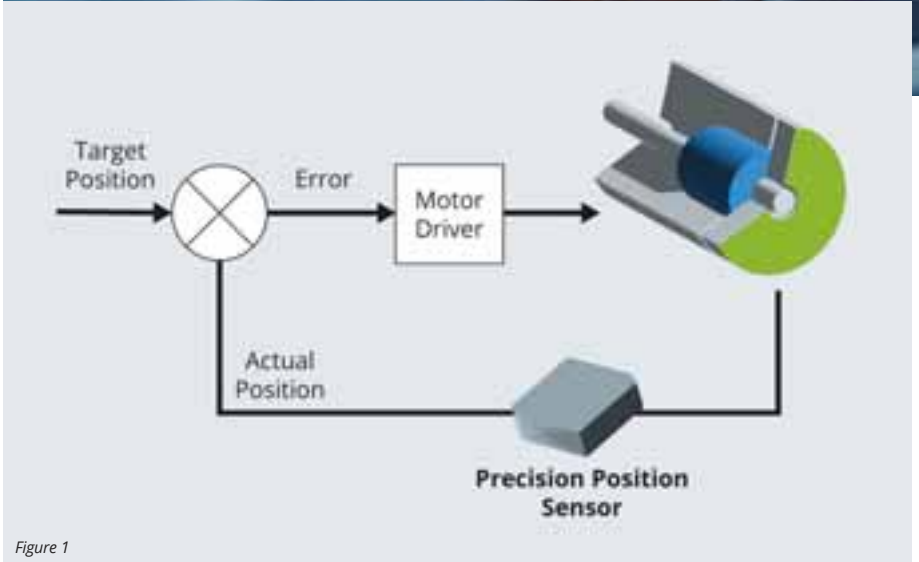 Target
Position
Error
Motor
Driver
Actual
Position
Precision Position
Sensor
Figure 1